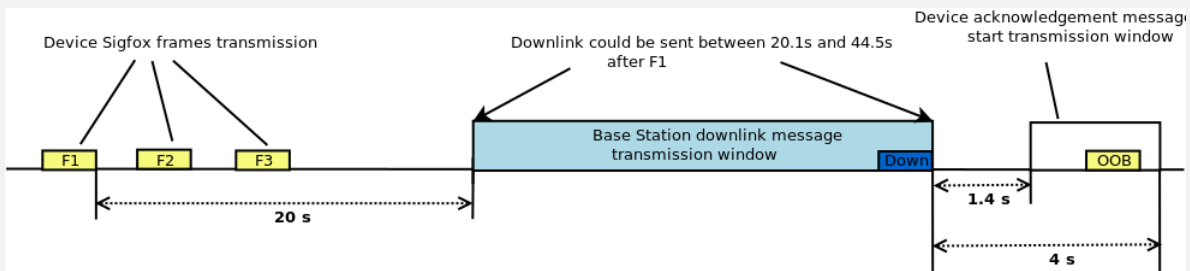 Device acknowledgement message
start transmission window
Device Sigfox frames transmission
Downlink could be sent between 20.1s and 44.5s
after F1
Base Station downlink message
transmission window
F1
F2
F3
Down
OOB
1.4 s
20 s
4 s